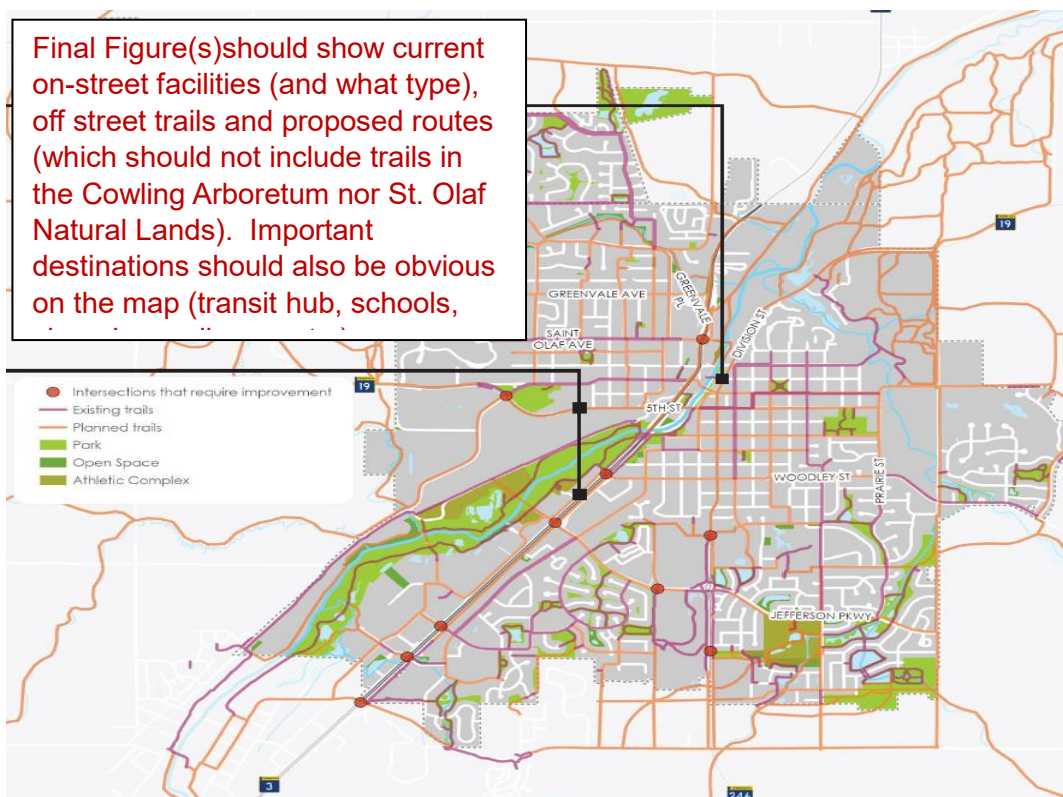 Final Figure(s)should show current
on-street facilities (and what type),
off street trails and proposed routes
(which should not include trails in
the Cowling Arboretum nor St. Olaf
Natural Lands). Important
destinations should also be obvious
on the map (transit hub, schools,
19
GREENVALE AVE
GREENVALE
PL
SAINT
OLAF AVE
DIVISION ST
19
Intersections that require improvement
Existing trails
Planned trails
Park
Open Space
Athletic Complex
5TH ST
WOODLEY ST
PRAIRIE ST
JEFFERSON PKWY
3
246